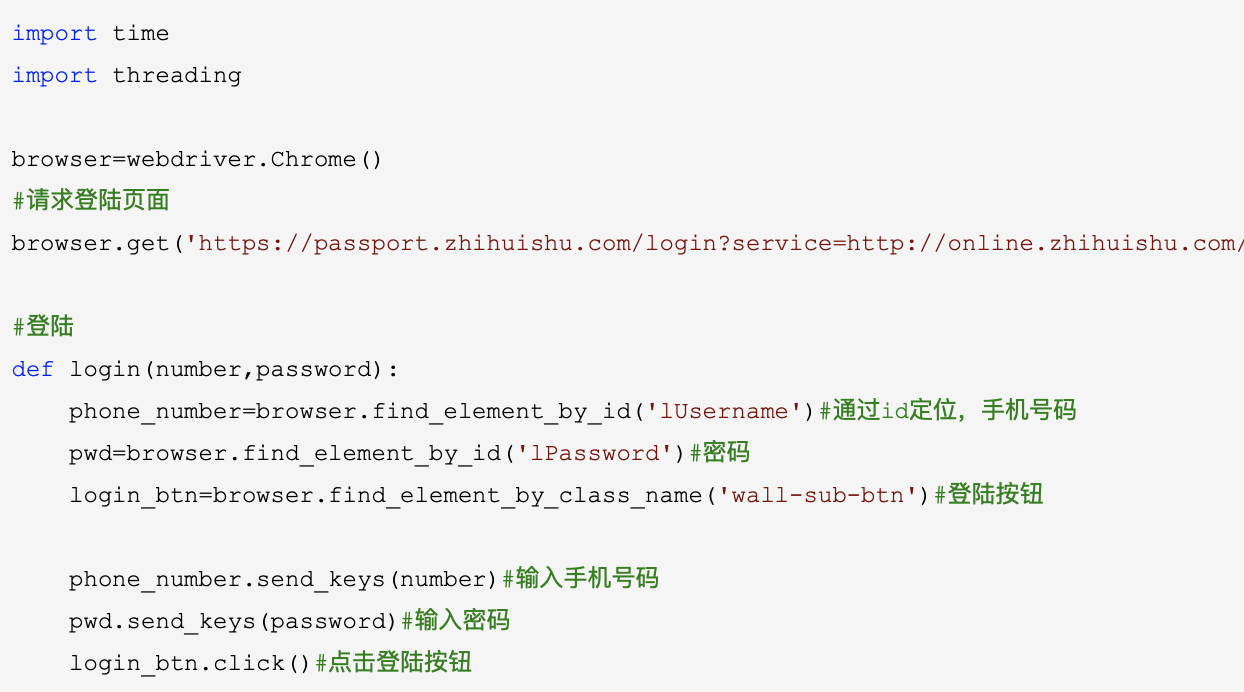 import time
import threading
browser=webdriver.Chrome()
#请求登陆页面
browser.get('https://passport.zhihuishu.com/login?service=http://online.zhihuishu.com/
#登陆
def login(number,password):
    phone_number=browser.find_element_by_id('lUsername')#通过id定位，手机号码
    pwd=browser.find_element_by_id('lPassword')#密码
    login_btn=browser.find_element_by_class_name('wall-sub-btn')#登陆按钮
    phone_number.send_keys(number)#输入手机号码
    pwd.send_keys(password)#输入密码
    login_btn.click()#点击登陆按钮